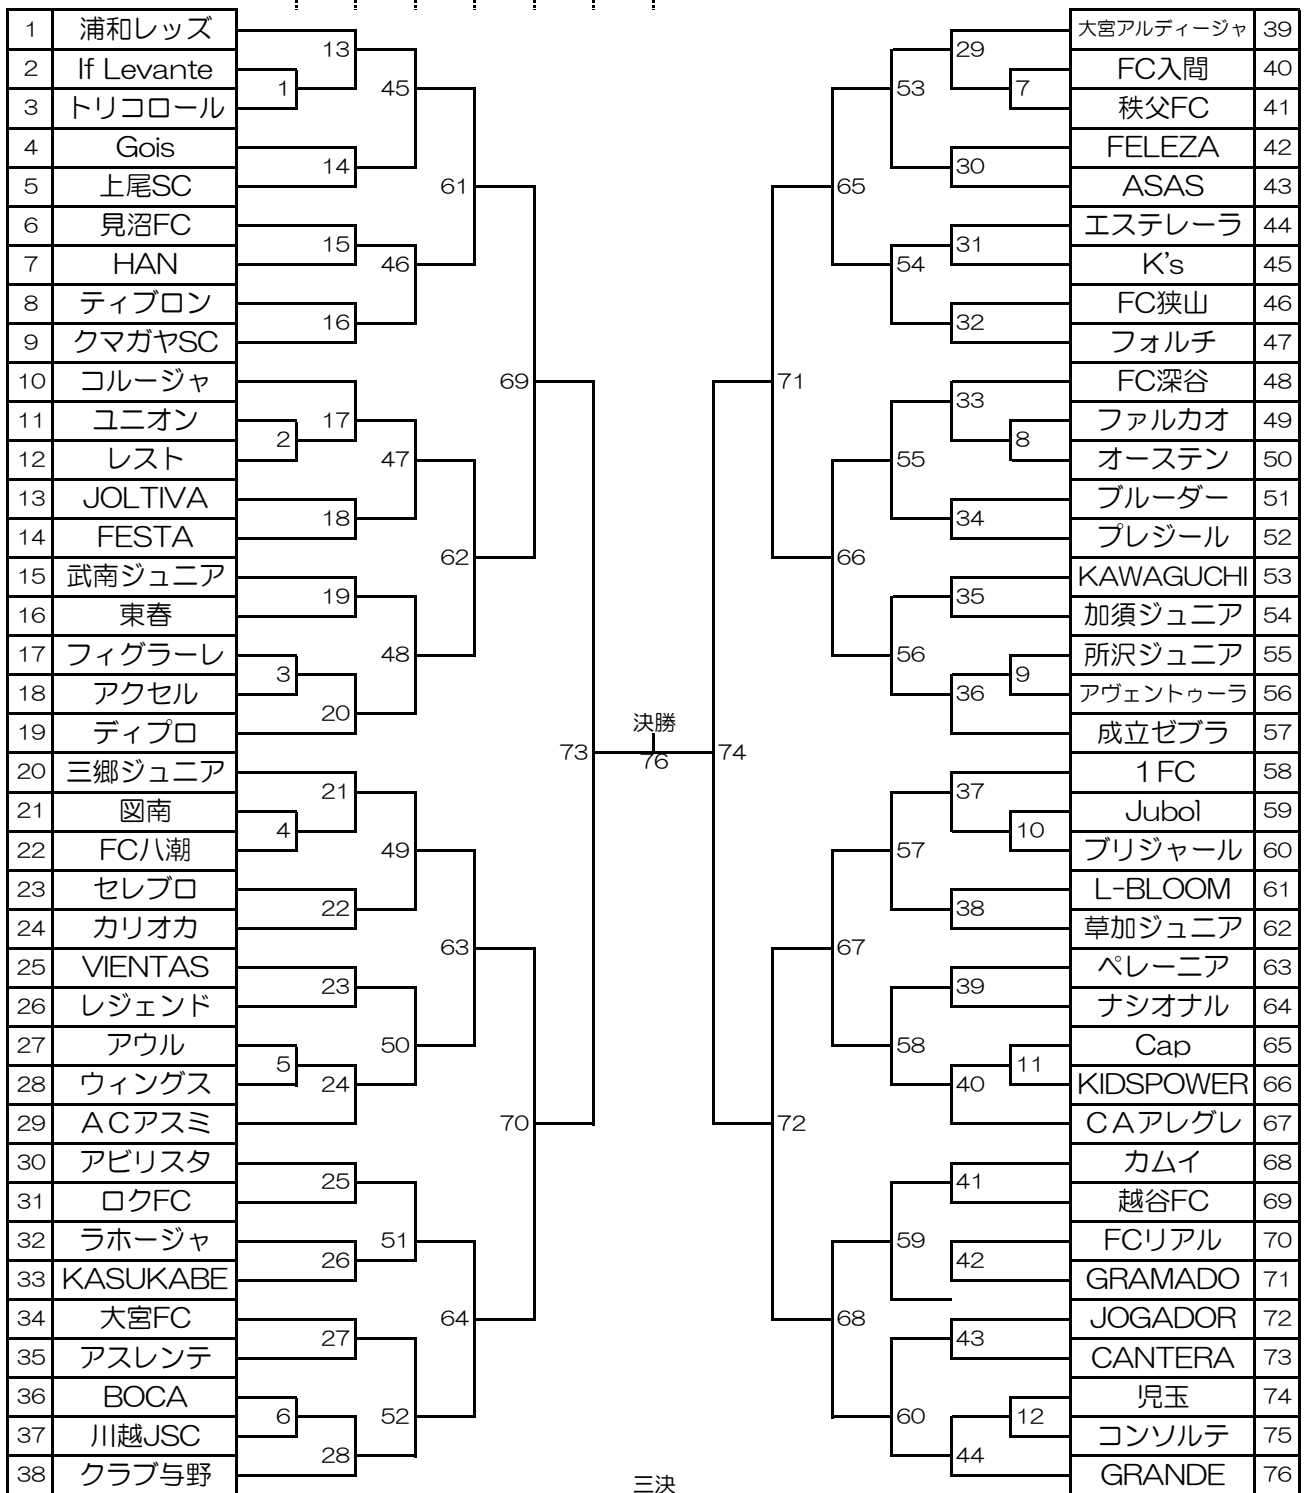 1 浦和レッズ
2 If Levante
3 トリコロール
4 Gois
5 上尾SC
6 見沼FC
7 HAN
8 ティブロン
9 クマガヤSC
10 コルージャ
11 ユニオン
12 レスト
13 JOLTIVA
14 FESTA
15 武南ジュニア
16 東春
17 フィグラーレ
18 アクセル
19 ディプロ
20 三郷ジュニア
21 図南
22 FC八潮
23 セレブロ
24 カリオカ
25 VIENTAS
26 レジェンド
27 アウル
28 ウィングス
29 ACアスミ
30 アビリスタ
31 ロクFC
32 ラホージャ
33 KASUKABE
34 大宮FC
35 アスレンテ
36 BOCA
37 川越JSC
38 クラブ与野
1
2
3
4
5
6
13
14
15
16
17
18
19
20
21
22
23
24
25
26
27
28
45
46
47
48
49
50
51
52
61
62
63
64
69
70
73
決勝
76
三決
74
71
72
65
66
67
68
53
54
55
56
57
58
59
60
29
30
31
32
33
34
35
36
37
38
39
40
41
42
43
44
7
8
9
10
11
12
大宮アルディージャ 39
FC入間 40
秩父FC 41
FELEZA 42
ASAS 43
エステレーラ 44
K's 45
FC狭山 46
フォルチ 47
FC深谷 48
ファルカオ 49
オーステン 50
ブルーダー 51
プレジール 52
KAWAGUCHI 53
加須ジュニア 54
所沢ジュニア 55
アヴェントゥーラ 56
成立ゼブラ 57
1FC 58
Jubol 59
ブリジャール 60
L-BLOOM 61
草加ジュニア 62
ペレーニア 63
ナシオナル 64
Cap 65
KIDSPOWER 66
CAアレグレ 67
カムイ 68
越谷FC 69
FCリアル 70
GRAMADO 71
JOGADOR 72
CANTERA 73
児玉 74
コンソルテ 75
GRANDE 76